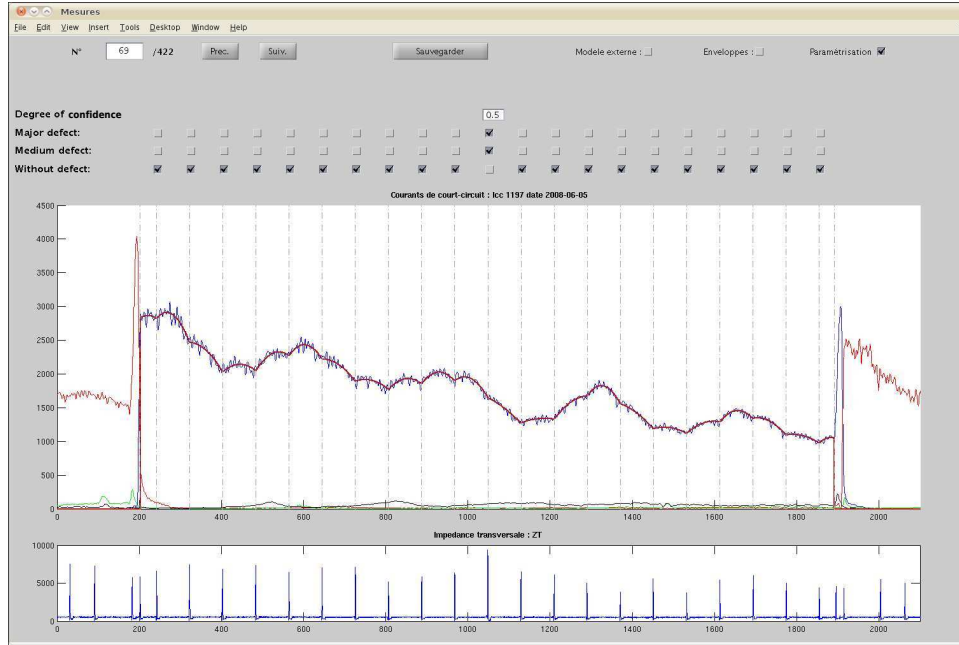 Mesures
File Edit View Insert Tools Desktop Window Help
N° 69 /422 Prec. Suiv. Sauvegarder Modele externe : Enveloppes : Paramètrisation
Degree of confidence 0.5
Major defect:
Medium defect:
Without defect:
Courants de court-circuit : Icc 1197 date 2008-06-05
4500
4000
3500
3000
2500
2000
1500
1000
500
0
0 200 400 600 800 1000 1200 1400 1600 1800 2000
Impedance transversale : ZT
10000
5000
0
0 200 400 600 800 1000 1200 1400 1600 1800 2000